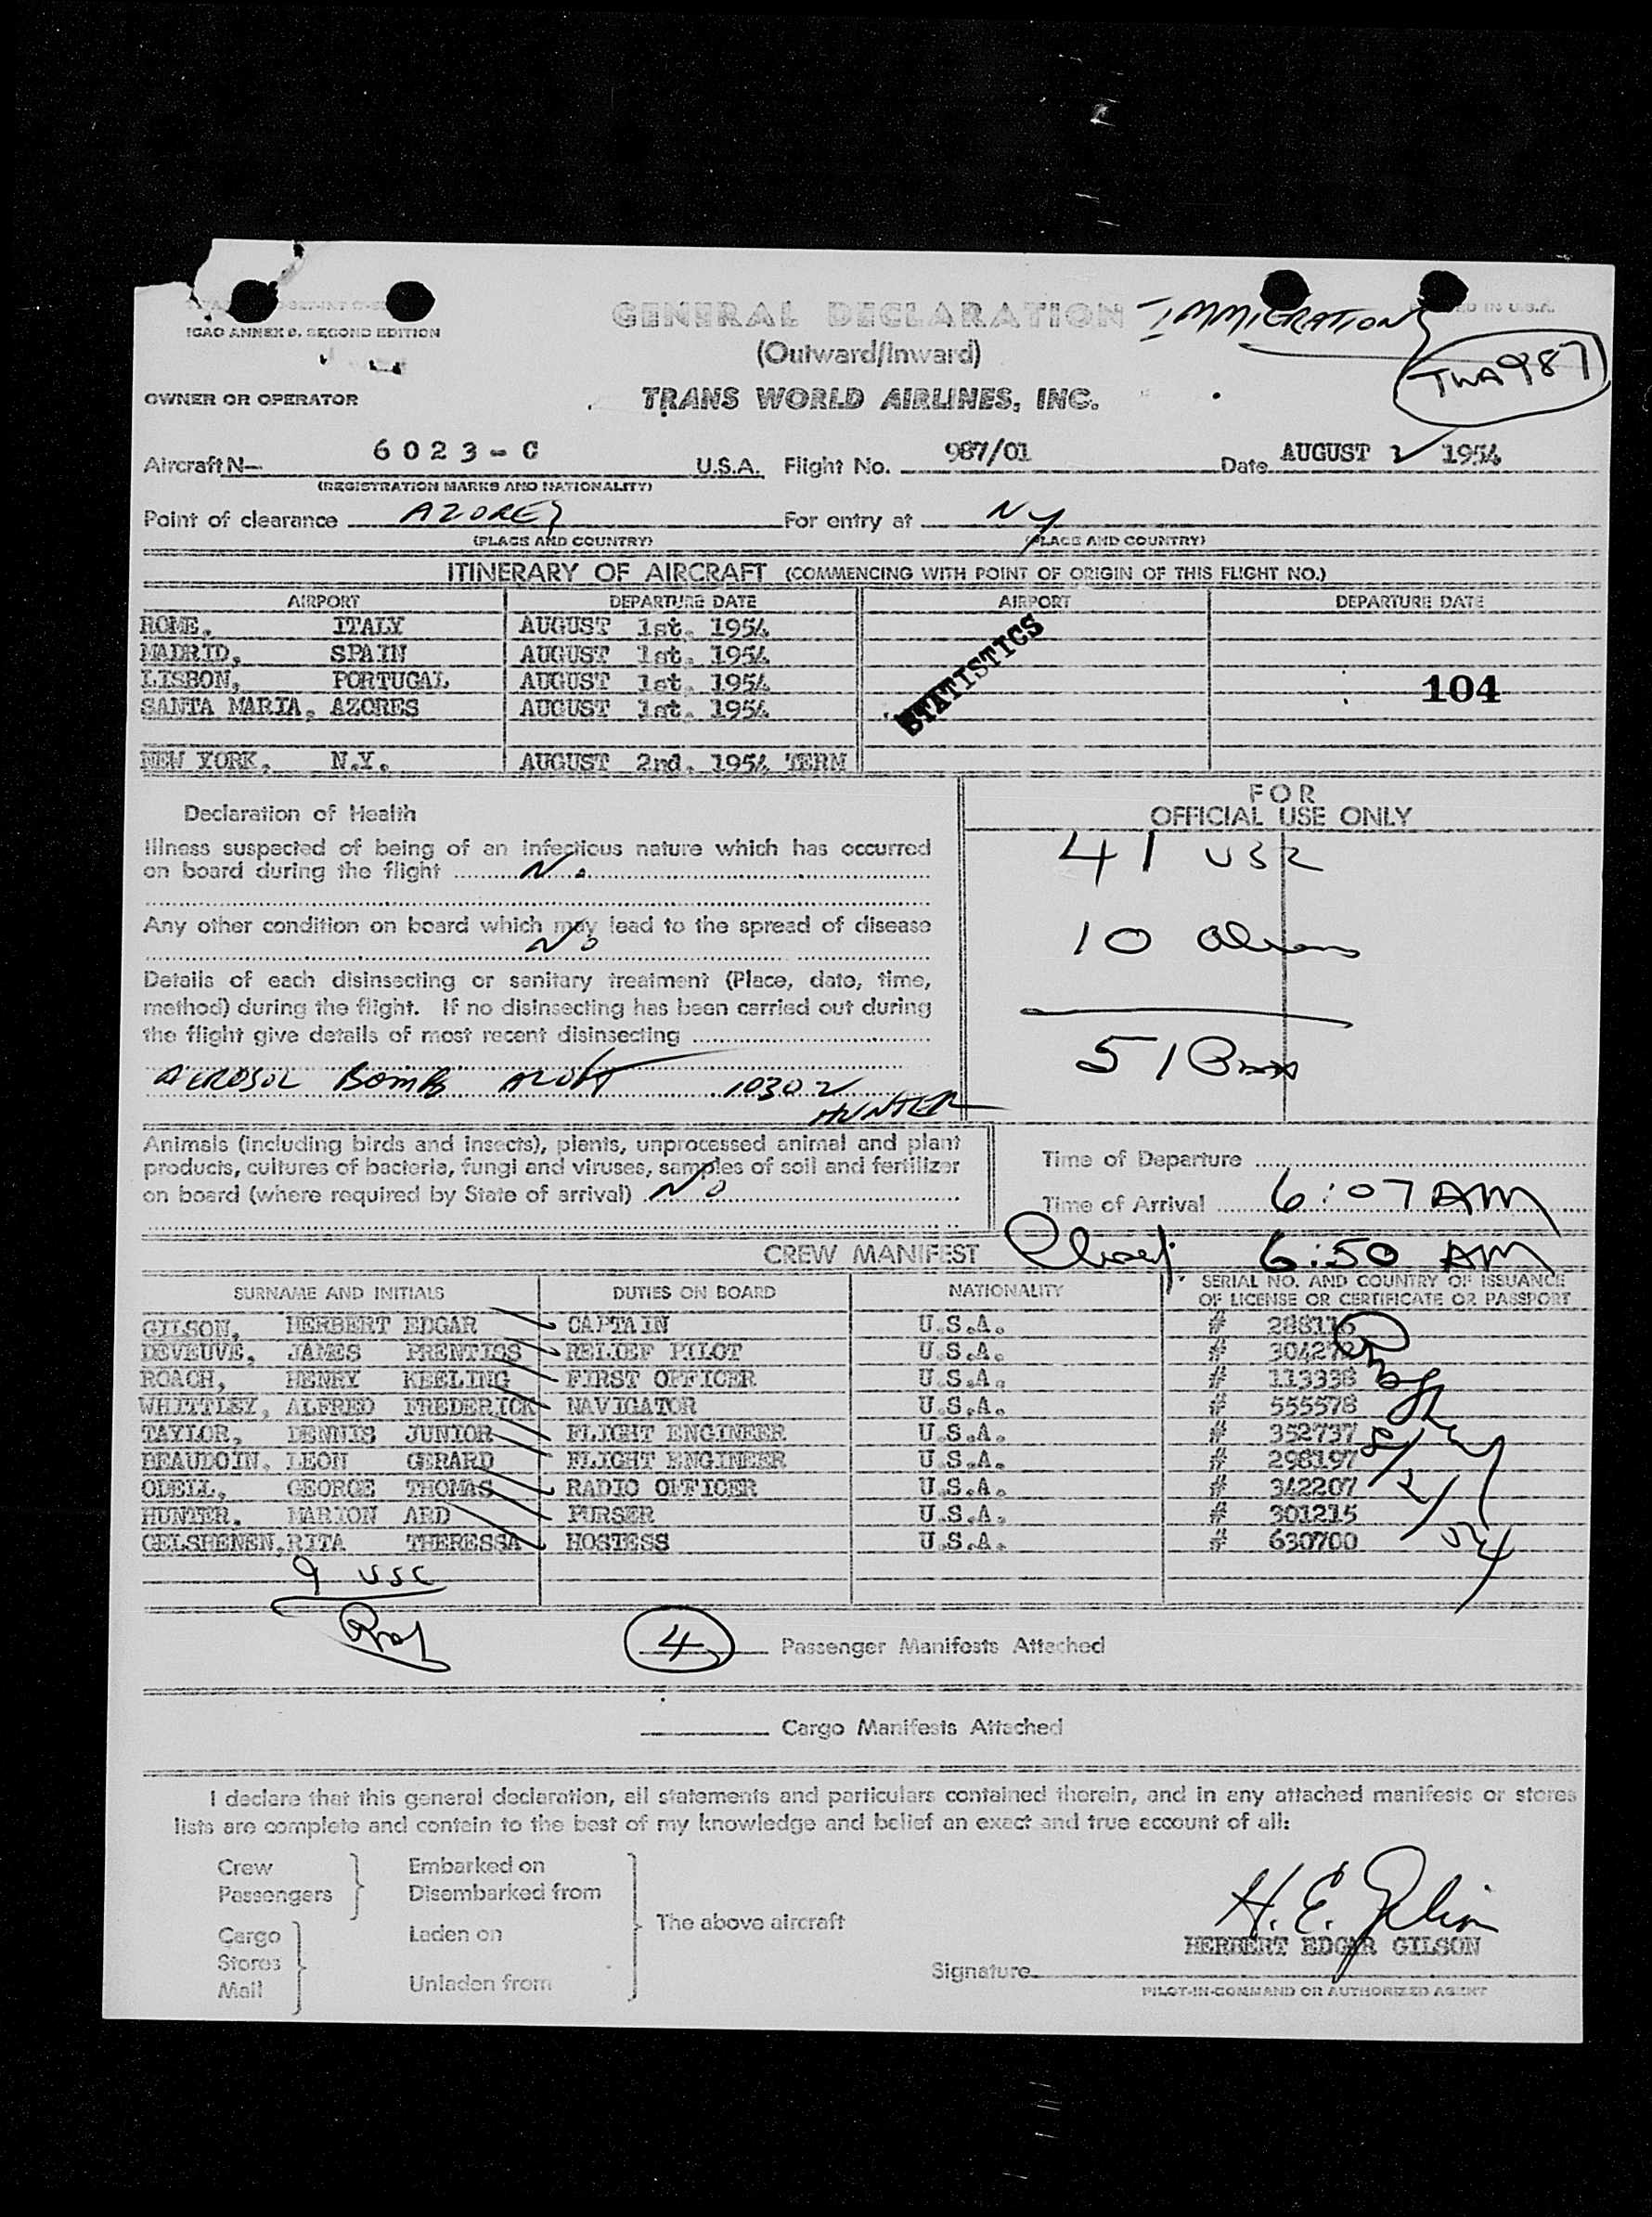 ICAO ANNEX 9. SECOND EDITION
GENERAL DECLARATION
IMMIGRATION
IN U.S.A.
(Outward/Inward)
TWA 987
OWNER OR OPERATOR
TRANS WORLD AIRLINES, INC.
Aircraft N- 6023-C U.S.A. Flight No. 987/01 Date AUGUST 2 1954
(REGISTRATION MARKS AND NATIONALITY)
Point of clearance AZORES For entry at NY
(PLACE AND COUNTRY) (PLACE AND COUNTRY)
ITINERARY OF AIRCRAFT (COMMENCING WITH POINT OF ORIGIN OF THIS FLIGHT NO.)
AIRPORT DEPARTURE DATE AIRPORT DEPARTURE DATE
ROME, ITALY AUGUST 1st. 1954
MADRID, SPAIN AUGUST 1st. 1954
LISBON, PORTUGAL AUGUST 1st. 1954
SANTA MARIA, AZORES AUGUST 1st. 1954
STATISTICS
104
NEW YORK, N.Y. AUGUST 2nd. 1954 TERM
Declaration of Health
Illness suspected of being of an infectious nature which has occurred
on board during the flight No
Any other condition on board which may lead to the spread of disease
No
Details of each disinsecting or sanitary treatment (Place, date, time,
method) during the flight. If no disinsecting has been carried out during
the flight give details of most recent disinsecting
AEROSOL BOMB 1030Z
HUNTER
FOR
OFFICIAL USE ONLY
41
10 Aliens
51 Pax
Animals (including birds and insects), plants, unprocessed animal and plant
products, cultures of bacteria, fungi and viruses, samples of soil and fertilizer
on board (where required by State of arrival) NO
Time of Departure
Time of Arrival 6:07 AM
6:50 AM
CREW MANIFEST
SURNAME AND INITIALS DUTIES ON BOARD NATIONALITY SERIAL NO. AND COUNTRY OF ISSUANCE
OF LICENSE OR CERTIFICATE OR PASSPORT
GILSON, HERBERT EDGAR CAPTAIN U.S.A. # 288116
DEVEUVE, JAMES PRENTISS RELIEF PILOT U.S.A. # 30427
ROACH, HENRY KEELING FIRST OFFICER U.S.A. # 113338
WHITTLEY, ALFRED FREDERICK NAVIGATOR U.S.A. # 555578
TAYLOR, DENNIS JUNIOR FLIGHT ENGINEER U.S.A. # 352737
BEAUDOIN, LEON GERARD FLIGHT ENGINEER U.S.A. # 298197
ODELL, GEORGE THOMAS RADIO OFFICER U.S.A. # 342207
HUNTER, MARION ARD PURSER U.S.A. # 301215
GELSHENEN, RITA THERESSA HOSTESS U.S.A. # 630700
8/2/54
9 USC
4 Passenger Manifests Attached
Cargo Manifests Attached
I declare that this general declaration, all statements and particulars contained therein, and in any attached manifests or stores
lists are complete and contain to the best of my knowledge and belief an exact and true account of all:
Crew Embarked on
Passengers Disembarked from
The above aircraft
Cargo Laden on
Stores
Mail Unladen from
H. E. Gilson
HERBERT EDGAR GILSON
Signature
PILOT-IN-COMMAND OR AUTHORIZED AGENT